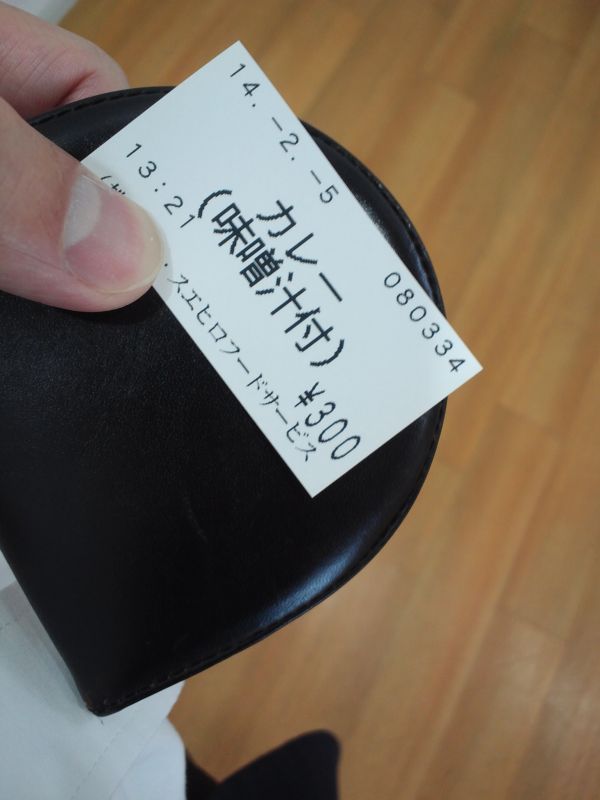 14. -2. -5
080334
カレー
(味噌汁付)
13:21
¥300
スエヒロフードサービス